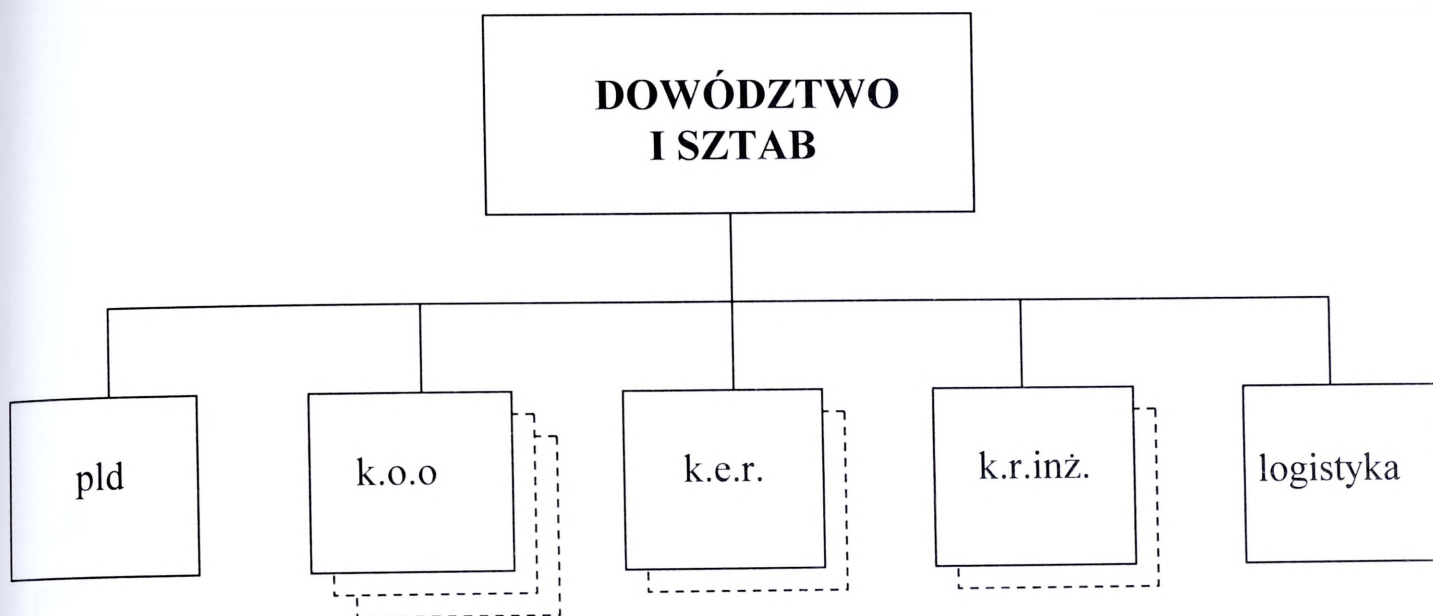 DOWÓDZTWO
I SZTAB
pld
k.o.o
k.e.r.
k.r.inż.
logistyka